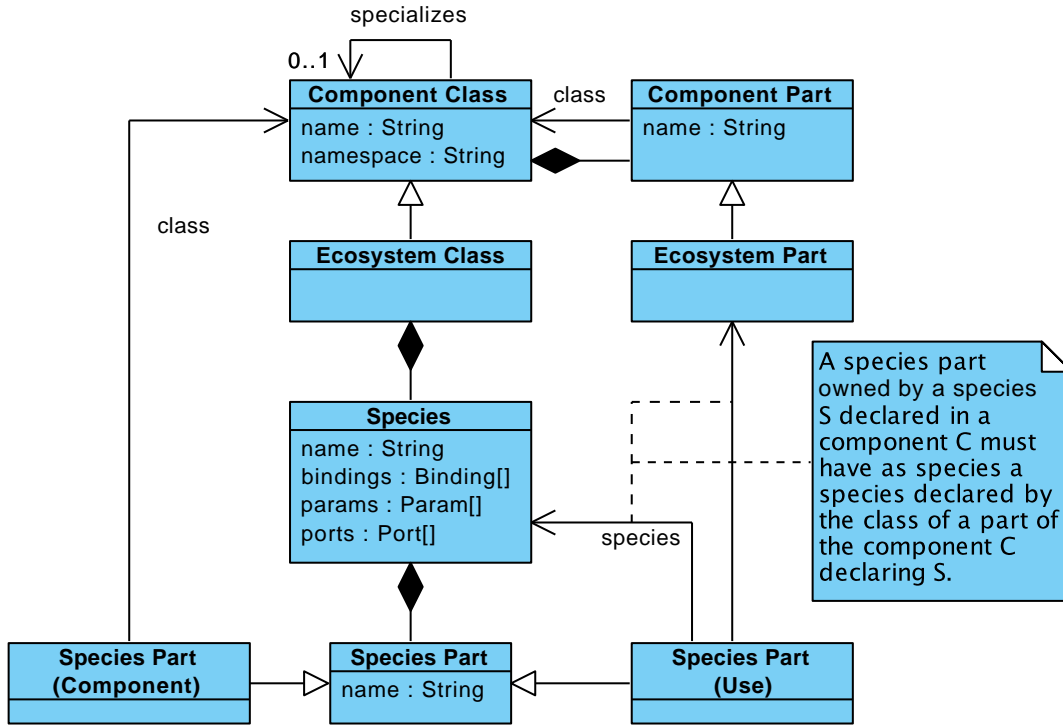 specializes
0..1
Component Class
name : String
namespace : String
class
Component Part
name : String
class
Ecosystem Class
Ecosystem Part
A species part
owned by a species
S declared in a
component C must
have as species a
species declared by
the class of a part of
the component C
declaring S.
Species
name : String
bindings : Binding[]
params : Param[]
ports : Port[]
species
Species Part
(Component)
Species Part
name : String
Species Part
(Use)